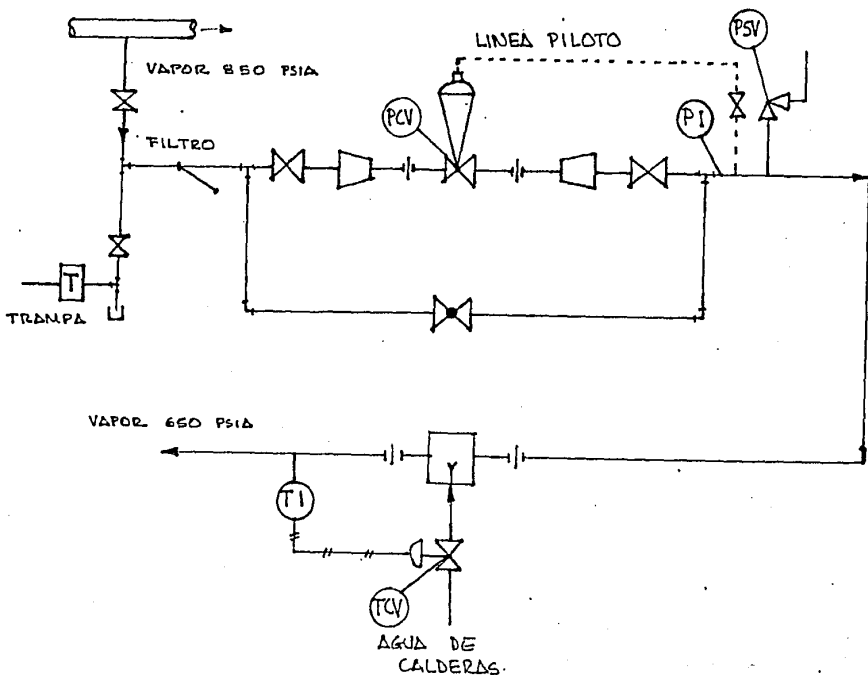 VAPOR 850 PSIA
LINEA PILOTO
PSV
FILTRO
PCV
PI
T
TRAMPA
VAPOR 650 PSIA
TI
TCV
AGUA DE
CALDERAS.